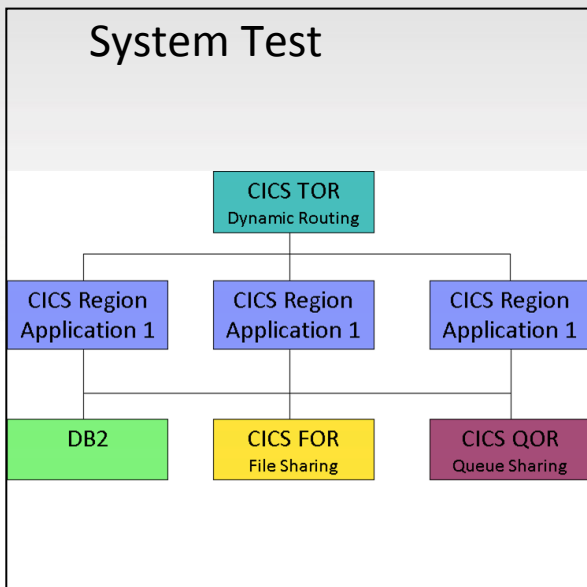 System Test
CICS TOR
Dynamic Routing
CICS Region
Application 1
CICS Region
Application 1
CICS Region
Application 1
DB2
CICS FOR
File Sharing
CICS QOR
Queue Sharing